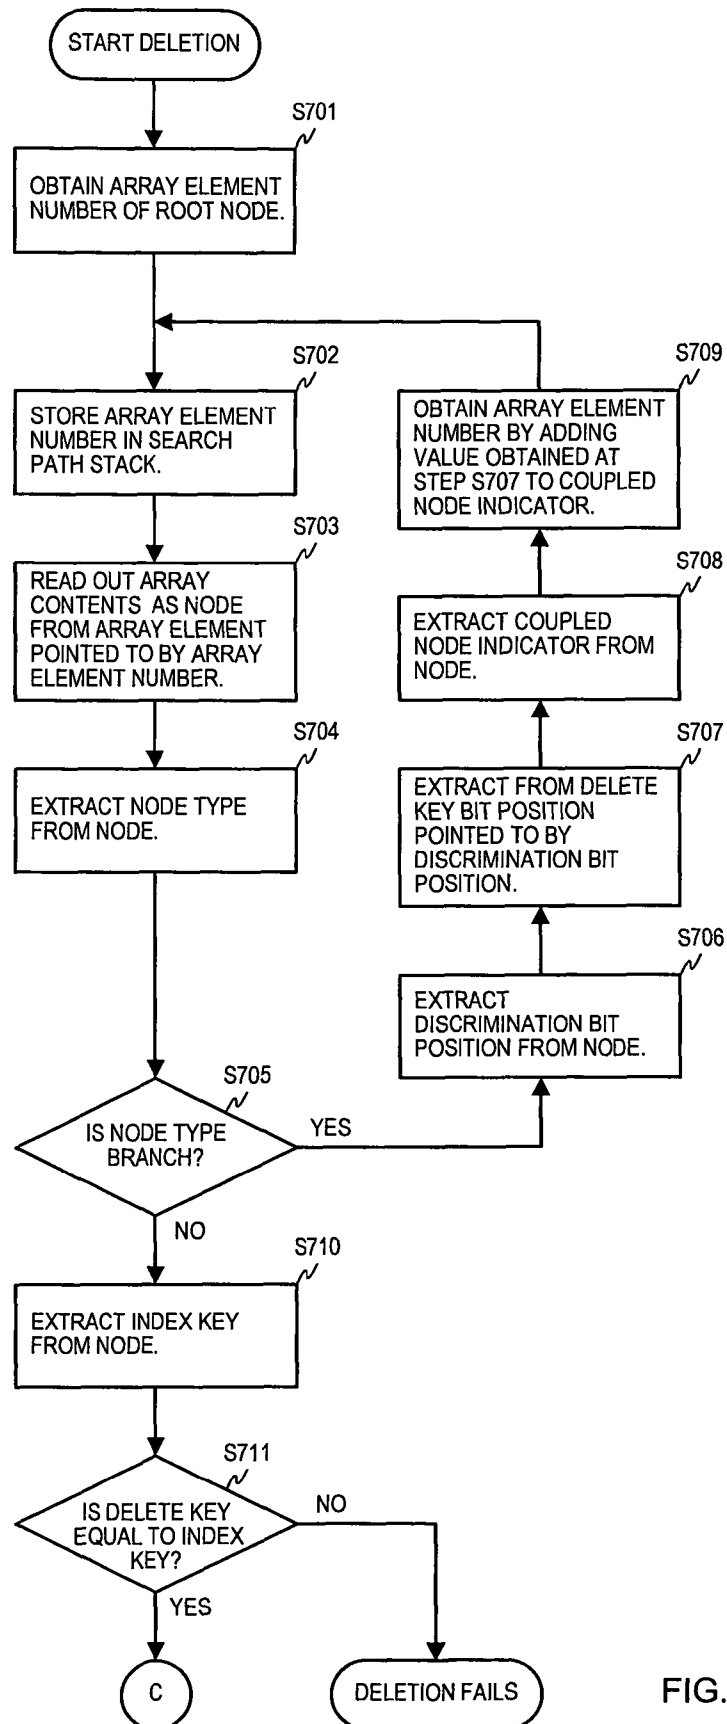 START DELETION
S701
OBTAIN ARRAY ELEMENT
NUMBER OF ROOT NODE.
S702
STORE ARRAY ELEMENT
NUMBER IN SEARCH
PATH STACK.
S703
READ OUT ARRAY
CONTENTS AS NODE
FROM ARRAY ELEMENT
POINTED TO BY ARRAY
ELEMENT NUMBER.
S704
EXTRACT NODE TYPE
FROM NODE.
S705
IS NODE TYPE
BRANCH?
YES
NO
S706
EXTRACT
DISCRIMINATION BIT
POSITION FROM NODE.
S707
EXTRACT FROM DELETE
KEY BIT POSITION
POINTED TO BY
DISCRIMINATION BIT
POSITION.
S708
EXTRACT COUPLED
NODE INDICATOR FROM
NODE.
S709
OBTAIN ARRAY ELEMENT
NUMBER BY ADDING
VALUE OBTAINED AT
STEP S707 TO COUPLED
NODE INDICATOR.
S710
EXTRACT INDEX KEY
FROM NODE.
S711
IS DELETE KEY
EQUAL TO INDEX
KEY?
NO
YES
C
DELETION FAILS
FIG.